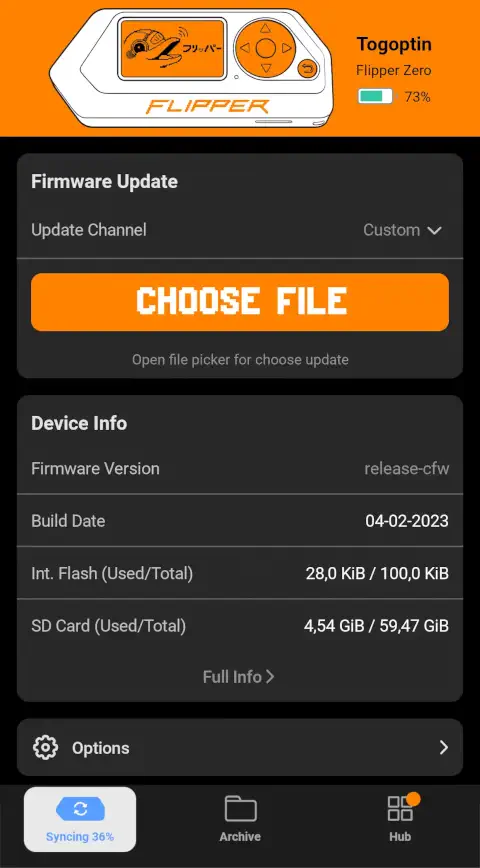 フリッパー
FLIPPER
Togoptin
Flipper Zero
73%
Firmware Update
Update Channel
Custom
CHOOSE FILE
Open file picker for choose update
Device Info
Firmware Version
release-cfw
Build Date
04-02-2023
Int. Flash (Used/Total)
28,0 KiB / 100,0 KiB
SD Card (Used/Total)
4,54 GiB / 59,47 GiB
Full Info
Options
Syncing 36%
Archive
Hub